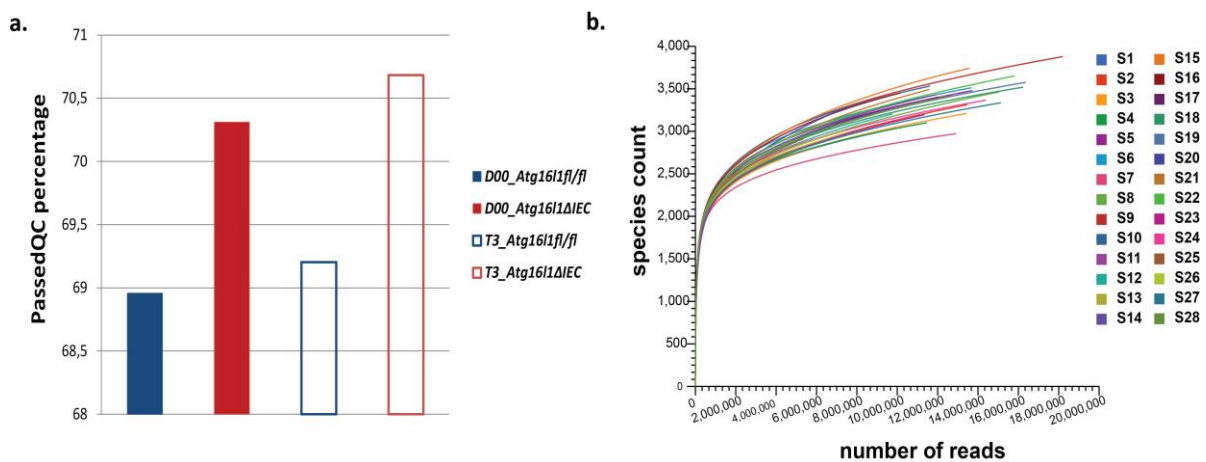 a.
PassedQC percentage
71
70,5
70
69,5
69
68,5
68
D00_Atg16l1fl/fl
D00_Atg16l1ΔIEC
T3_Atg16l1fl/fl
T3_Atg16l1ΔIEC
b.
species count
4,000
3,500
3,000
2,500
2,000
1,500
1,000
500
0
0
2,000,000
4,000,000
6,000,000
8,000,000
10,000,000
12,000,000
14,000,000
16,000,000
18,000,000
20,000,000
number of reads
S1 S15
S2 S16
S3 S17
S4 S18
S5 S19
S6 S20
S7 S21
S8 S22
S9 S23
S10 S24
S11 S25
S12 S26
S13 S27
S14 S28